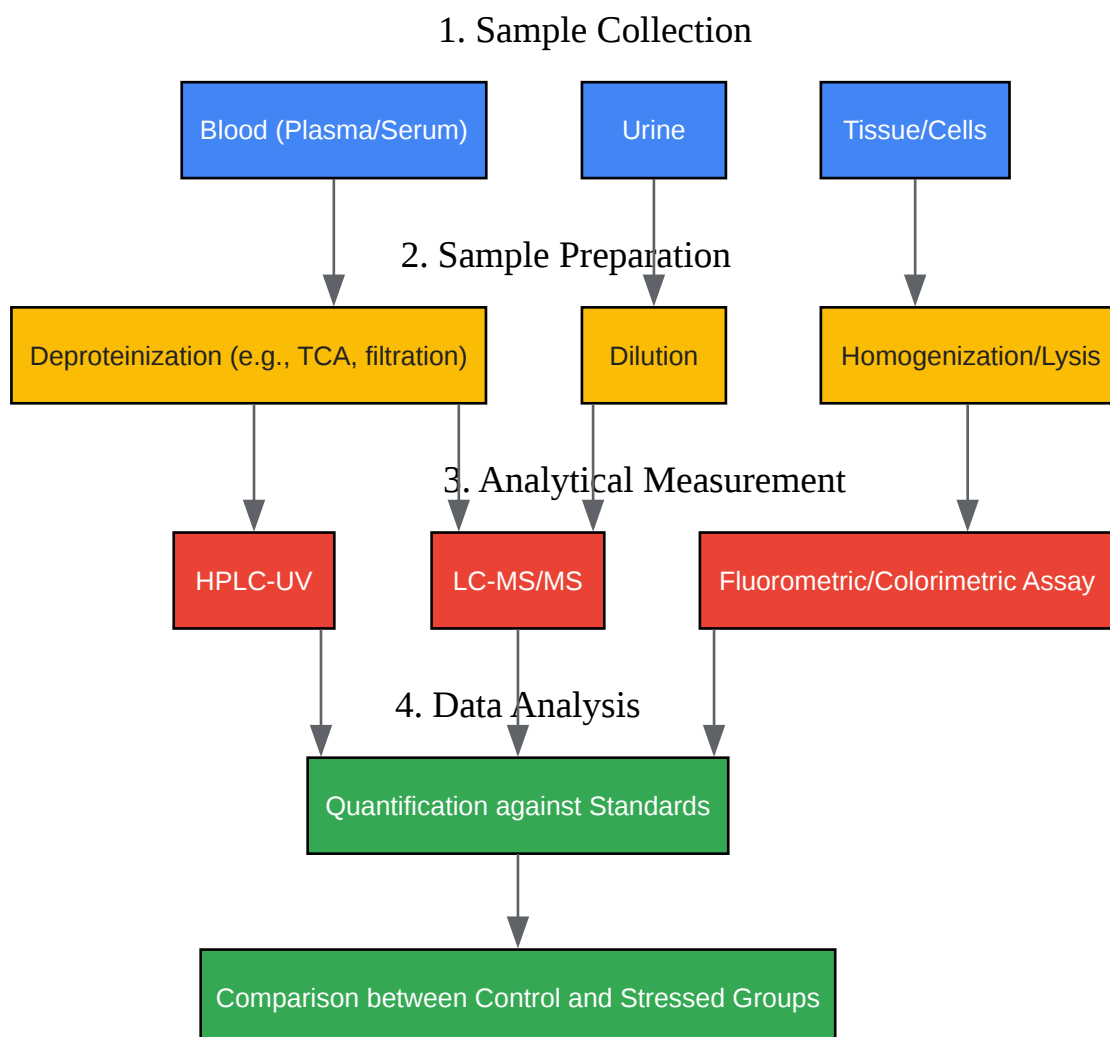 1. Sample Collection
Blood (Plasma/Serum)
Urine
Tissue/Cells
2. Sample Preparation
Deproteinization (e.g., TCA, filtration)
Dilution
Homogenization/Lysis
3. Analytical Measurement
HPLC-UV
LC-MS/MS
Fluorometric/Colorimetric Assay
4. Data Analysis
Quantification against Standards
Comparison between Control and Stressed Groups